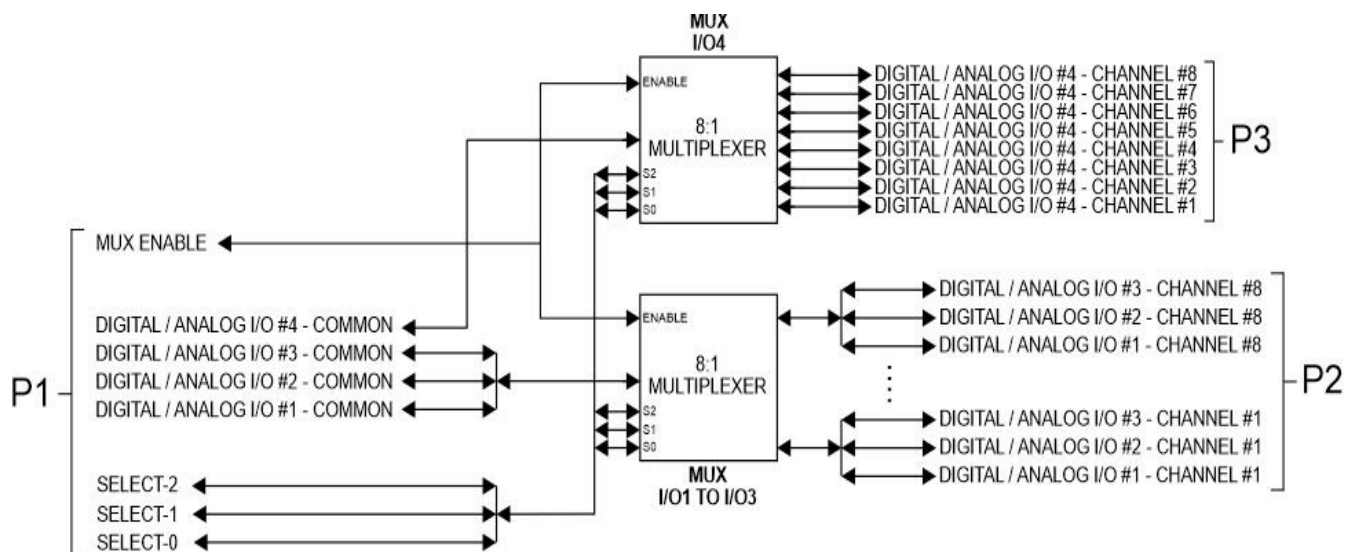 MUX
I/O4
ENABLE
8:1
MULTIPLEXER
S2
S1
S0
DIGITAL / ANALOG I/O #4 - CHANNEL #8
DIGITAL / ANALOG I/O #4 - CHANNEL #7
DIGITAL / ANALOG I/O #4 - CHANNEL #6
DIGITAL / ANALOG I/O #4 - CHANNEL #5
DIGITAL / ANALOG I/O #4 - CHANNEL #4
DIGITAL / ANALOG I/O #4 - CHANNEL #3
DIGITAL / ANALOG I/O #4 - CHANNEL #2
DIGITAL / ANALOG I/O #4 - CHANNEL #1
P3
P1
MUX ENABLE
DIGITAL / ANALOG I/O #4 - COMMON
DIGITAL / ANALOG I/O #3 - COMMON
DIGITAL / ANALOG I/O #2 - COMMON
DIGITAL / ANALOG I/O #1 - COMMON
SELECT-2
SELECT-1
SELECT-0
ENABLE
8:1
MULTIPLEXER
S2
S1
S0
MUX
I/O1 TO I/O3
DIGITAL / ANALOG I/O #3 - CHANNEL #8
DIGITAL / ANALOG I/O #2 - CHANNEL #8
DIGITAL / ANALOG I/O #1 - CHANNEL #8
DIGITAL / ANALOG I/O #3 - CHANNEL #1
DIGITAL / ANALOG I/O #2 - CHANNEL #1
DIGITAL / ANALOG I/O #1 - CHANNEL #1
P2